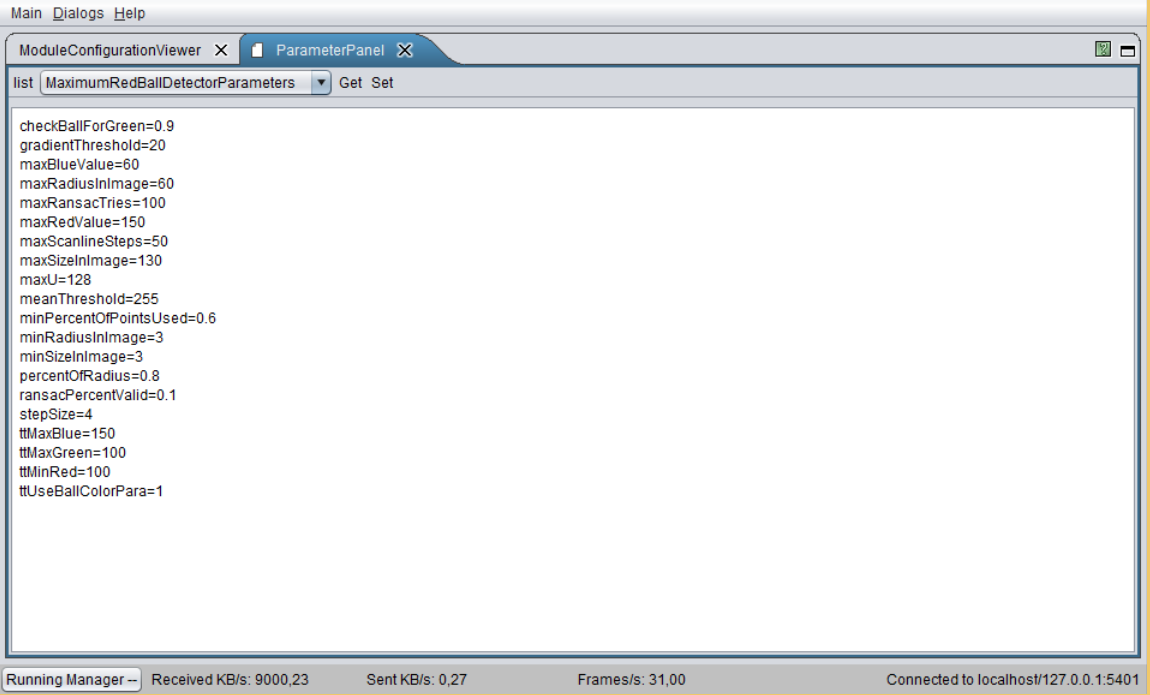 Main Dialogs Help
ModuleConfigurationViewer ParameterPanel
list MaximumRedBallDetectorParameters Get Set
checkBallForGreen=0.9
gradientThreshold=20
maxBlueValue=60
maxRadiusInImage=60
maxRansacTries=100
maxRedValue=150
maxScanlineSteps=50
maxSizeInImage=130
maxU=128
meanThreshold=255
minPercentOfPointsUsed=0.6
minRadiusInImage=3
minSizeInImage=3
percentOfRadius=0.8
ransacPercentValid=0.1
stepSize=4
ttMaxBlue=150
ttMaxGreen=100
ttMinRed=100
ttUseBallColorPara=1
Running Manager -- Received KB/s: 9000,23 Sent KB/s: 0,27 Frames/s: 31,00 Connected to localhost/127.0.0.1:5401